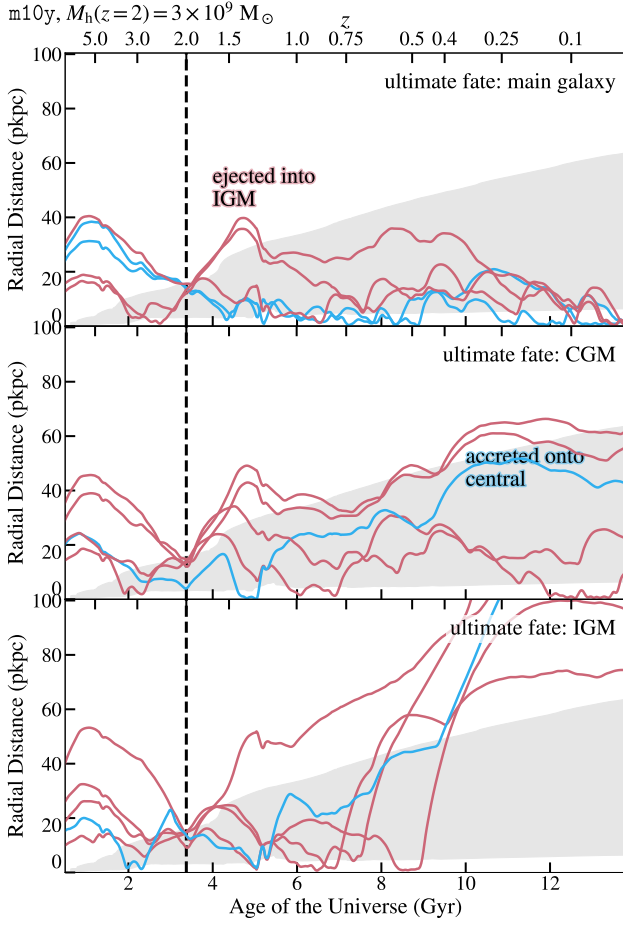 m10y, M_h(z=2) = 3×10⁹ M_⊙
z
5.0 3.0 2.0 1.5 1.0 0.75 0.5 0.4 0.25 0.1
100
ultimate fate: main galaxy
80
60
ejected into
IGM
40
20
0
Radial Distance (pkpc)
100
ultimate fate: CGM
80
60
accreted onto
central
40
20
0
Radial Distance (pkpc)
100
ultimate fate: IGM
80
60
40
20
0
Radial Distance (pkpc)
2 4 6 8 10 12
Age of the Universe (Gyr)